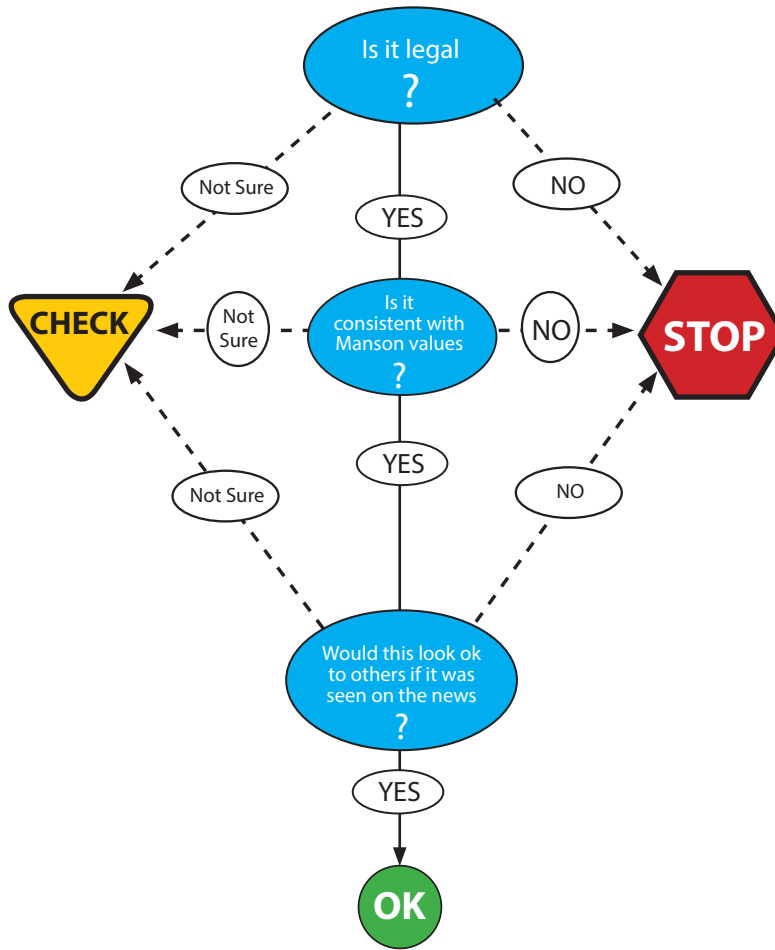 Is it legal
?
Not Sure
NO
YES
CHECK
Not
Sure
Is it
consistent with
Manson values
?
NO
STOP
YES
Not Sure
NO
Would this look ok
to others if it was
seen on the news
?
YES
OK